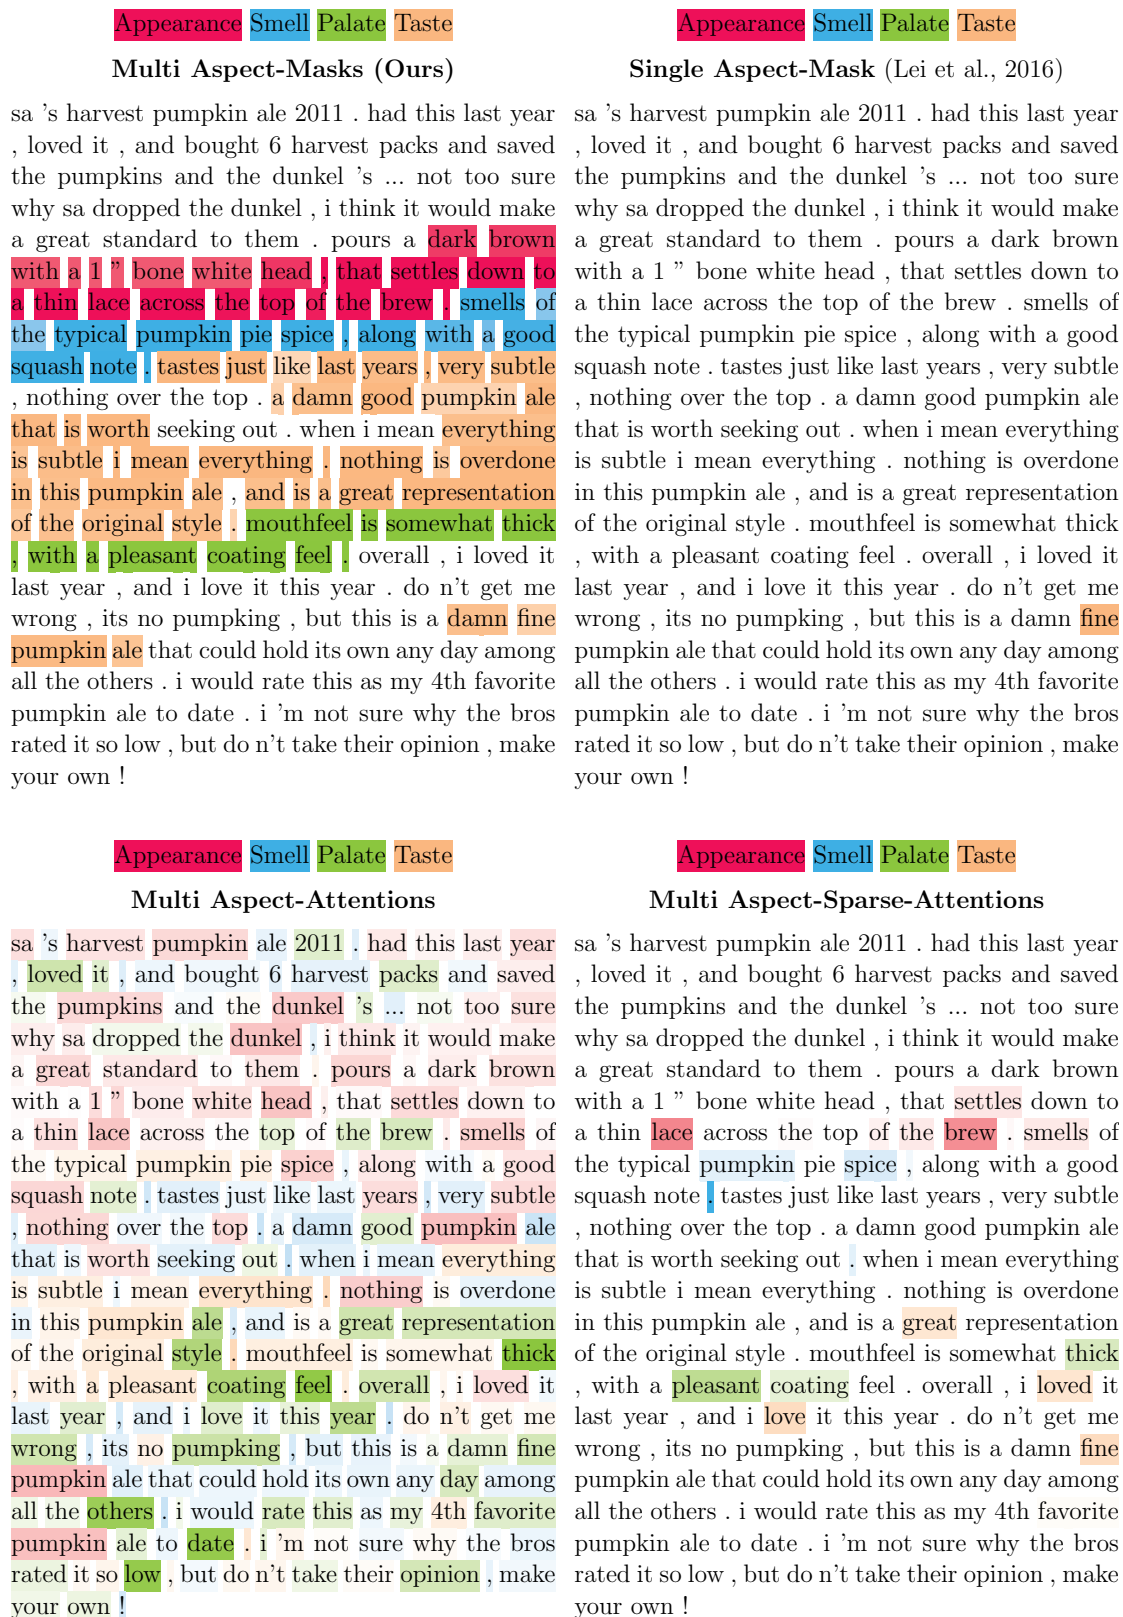 Appearance Smell Palate Taste
Multi Aspect-Masks (Ours)
sa 's harvest pumpkin ale 2011 . had this last year
, loved it , and bought 6 harvest packs and saved
the pumpkins and the dunkel 's ... not too sure
why sa dropped the dunkel , i think it would make
a great standard to them . pours a dark brown
with a 1 ” bone white head , that settles down to
a thin lace across the top of the brew . smells of
the typical pumpkin pie spice , along with a good
squash note . tastes just like last years , very subtle
, nothing over the top . a damn good pumpkin ale
that is worth seeking out . when i mean everything
is subtle i mean everything . nothing is overdone
in this pumpkin ale , and is a great representation
of the original style . mouthfeel is somewhat thick
, with a pleasant coating feel . overall , i loved it
last year , and i love it this year . do n't get me
wrong , its no pumpking , but this is a damn fine
pumpkin ale that could hold its own any day among
all the others . i would rate this as my 4th favorite
pumpkin ale to date . i 'm not sure why the bros
rated it so low , but do n't take their opinion , make
your own !
Appearance Smell Palate Taste
Single Aspect-Mask (Lei et al., 2016)
sa 's harvest pumpkin ale 2011 . had this last year
, loved it , and bought 6 harvest packs and saved
the pumpkins and the dunkel 's ... not too sure
why sa dropped the dunkel , i think it would make
a great standard to them . pours a dark brown
with a 1 ” bone white head , that settles down to
a thin lace across the top of the brew . smells of
the typical pumpkin pie spice , along with a good
squash note . tastes just like last years , very subtle
, nothing over the top . a damn good pumpkin ale
that is worth seeking out . when i mean everything
is subtle i mean everything . nothing is overdone
in this pumpkin ale , and is a great representation
of the original style . mouthfeel is somewhat thick
, with a pleasant coating feel . overall , i loved it
last year , and i love it this year . do n't get me
wrong , its no pumpking , but this is a damn fine
pumpkin ale that could hold its own any day among
all the others . i would rate this as my 4th favorite
pumpkin ale to date . i 'm not sure why the bros
rated it so low , but do n't take their opinion , make
your own !
Appearance Smell Palate Taste
Multi Aspect-Attentions
sa 's harvest pumpkin ale 2011 . had this last year
, loved it , and bought 6 harvest packs and saved
the pumpkins and the dunkel 's ... not too sure
why sa dropped the dunkel , i think it would make
a great standard to them . pours a dark brown
with a 1 ” bone white head , that settles down to
a thin lace across the top of the brew . smells of
the typical pumpkin pie spice , along with a good
squash note . tastes just like last years , very subtle
, nothing over the top . a damn good pumpkin ale
that is worth seeking out . when i mean everything
is subtle i mean everything . nothing is overdone
in this pumpkin ale , and is a great representation
of the original style . mouthfeel is somewhat thick
, with a pleasant coating feel . overall , i loved it
last year , and i love it this year . do n't get me
wrong , its no pumpking , but this is a damn fine
pumpkin ale that could hold its own any day among
all the others . i would rate this as my 4th favorite
pumpkin ale to date . i 'm not sure why the bros
rated it so low , but do n't take their opinion , make
your own !
Appearance Smell Palate Taste
Multi Aspect-Sparse-Attentions
sa 's harvest pumpkin ale 2011 . had this last year
, loved it , and bought 6 harvest packs and saved
the pumpkins and the dunkel 's ... not too sure
why sa dropped the dunkel , i think it would make
a great standard to them . pours a dark brown
with a 1 ” bone white head , that settles down to
a thin lace across the top of the brew . smells of
the typical pumpkin pie spice , along with a good
squash note . tastes just like last years , very subtle
, nothing over the top . a damn good pumpkin ale
that is worth seeking out . when i mean everything
is subtle i mean everything . nothing is overdone
in this pumpkin ale , and is a great representation
of the original style . mouthfeel is somewhat thick
, with a pleasant coating feel . overall , i loved it
last year , and i love it this year . do n't get me
wrong , its no pumpking , but this is a damn fine
pumpkin ale that could hold its own any day among
all the others . i would rate this as my 4th favorite
pumpkin ale to date . i 'm not sure why the bros
rated it so low , but do n't take their opinion , make
your own !